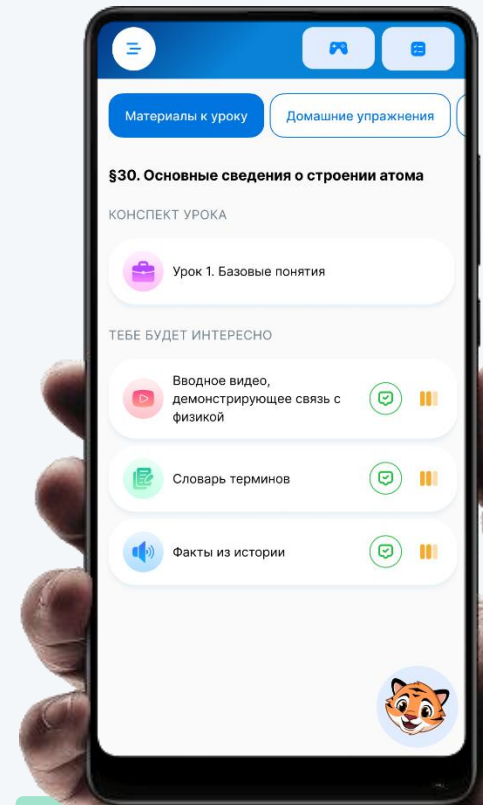 Материалы к уроку
Домашние упражнения
§30. Основные сведения о строении атома
КОНСПЕКТ УРОКА
Урок 1. Базовые понятия
ТЕБЕ БУДЕТ ИНТЕРЕСНО
Вводное видео,
демонстрирующее связь с
физикой
Словарь терминов
Факты из истории